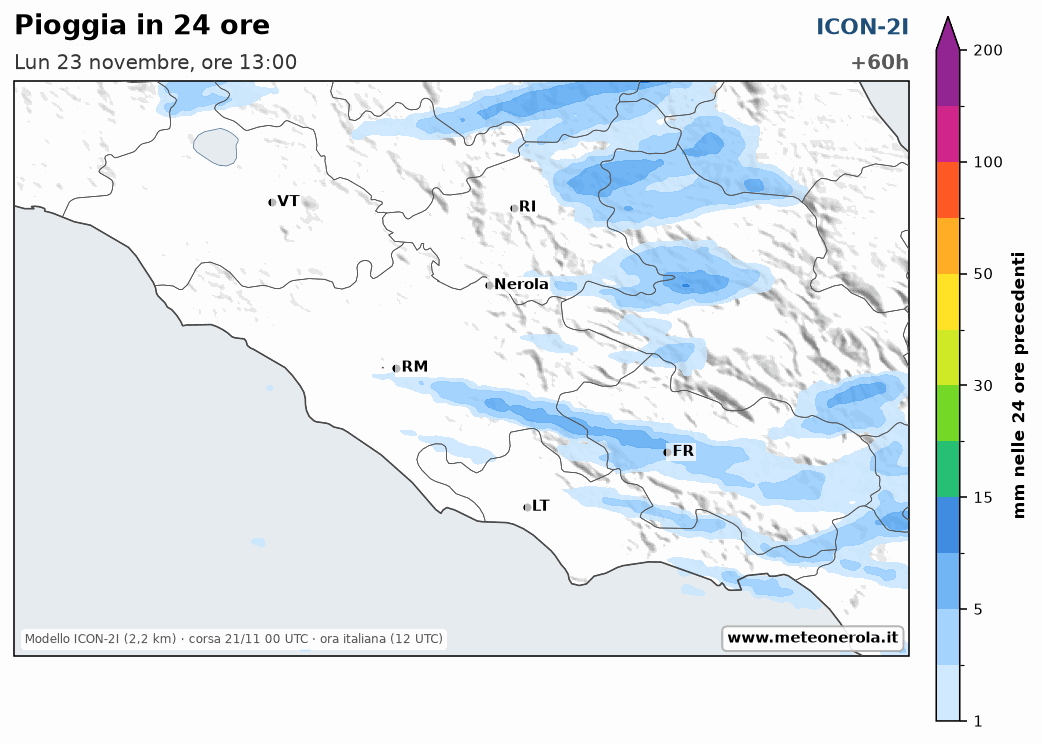 Pioggia in 24 ore
ICON-2I
Lun 23 novembre, ore 13:00
+60h
VT
RI
Nerola
RM
FR
LT
Modello ICON-2I (2,2 km) · corsa 21/11 00 UTC · ora italiana (12 UTC)
www.meteonerola.it
200
100
50
30
15
5
1
mm nelle 24 ore precedenti